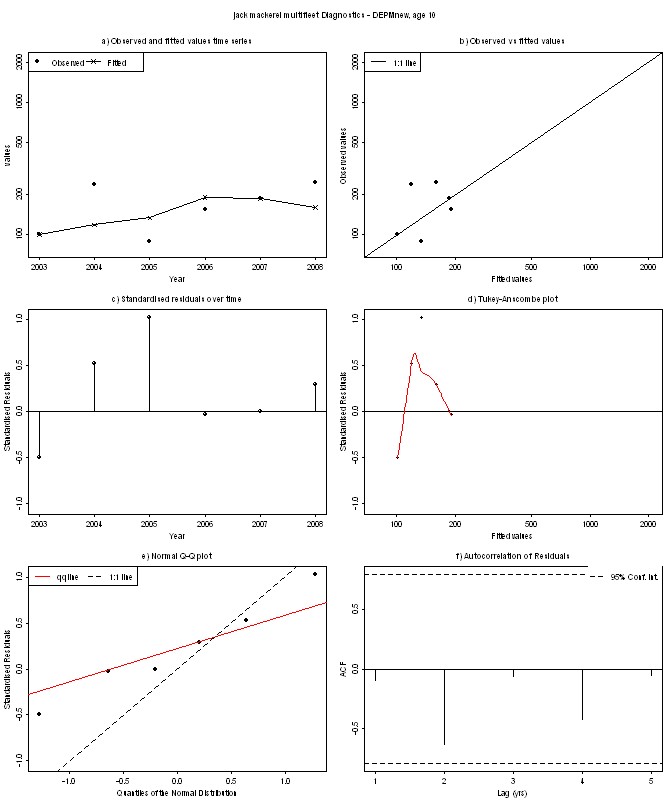 jack mackerel multifleet Diagnostics - DEPMnew, age 10
a) Observed and fitted values time series
Observed Fitted
values
100 200 500 1000 2000
2003 2004 2005 2006 2007 2008
Year
b) Observed vs fitted values
1:1 line
Observed values
100 200 500 1000 2000
100 200 500 1000 2000
Fitted values
c) Standardised residuals over time
Standardised Residuals
-1.0 -0.5 0.0 0.5 1.0
2003 2004 2005 2006 2007 2008
Year
d) Tukey-Anscombe plot
Standardised Residuals
-1.0 -0.5 0.0 0.5 1.0
100 200 500 1000 2000
Fitted values
e) Normal Q-Q plot
qq line 1:1 line
Standardised Residuals
-1.0 -0.5 0.0 0.5 1.0
-1.0 -0.5 0.0 0.5 1.0
Quantiles of the Normal Distribution
f) Autocorrelation of Residuals
95% Conf. Int.
ACF
-0.5 0.0 0.5
1 2 3 4 5
Lag (yrs)